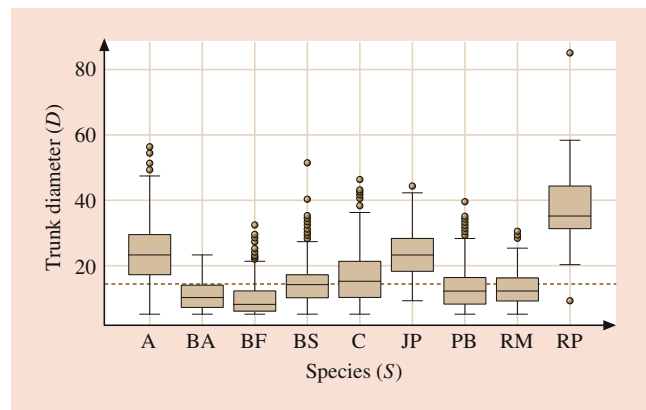 80
60
40
20
Trunk diameter (D)
A BA BF BS C JP PB RM RP
Species (S)